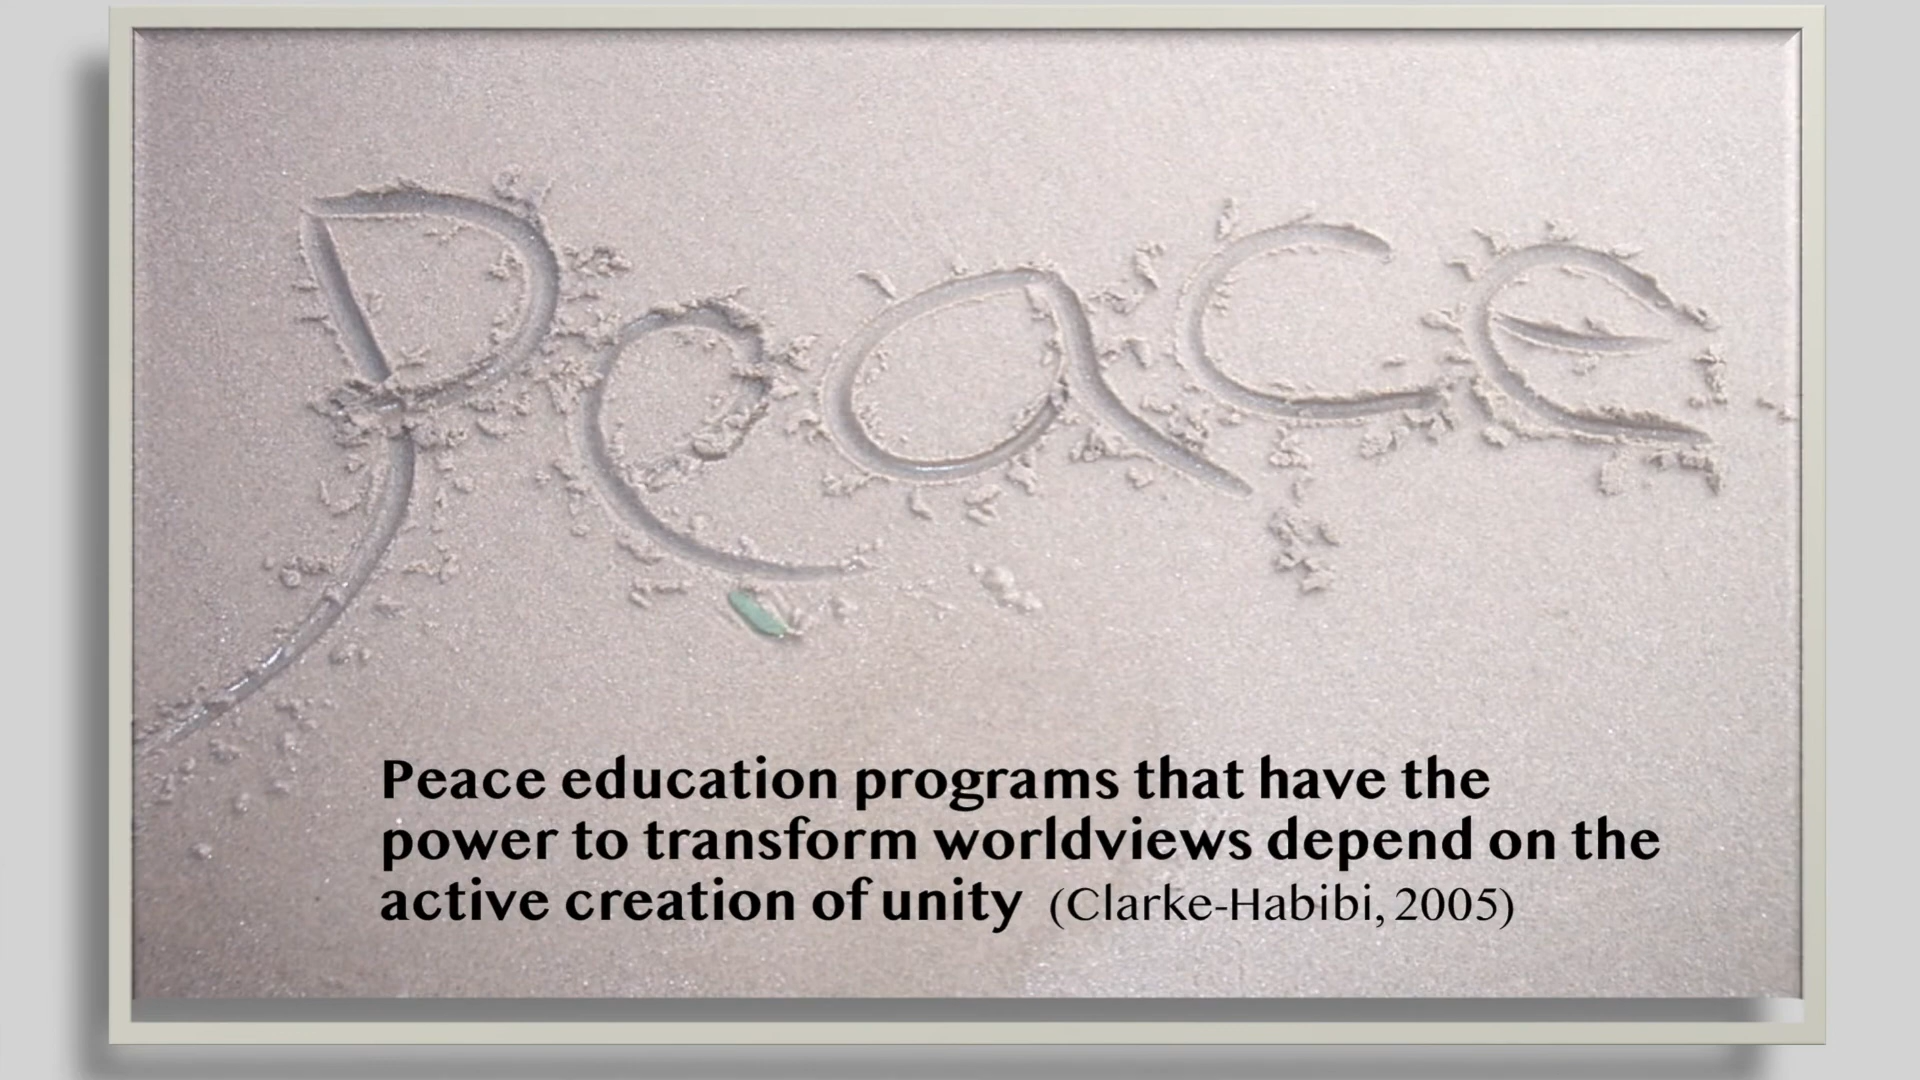 Peace
Peace education programs that have the
power to transform worldviews depend on the
active creation of unity (Clarke-Habibi, 2005)